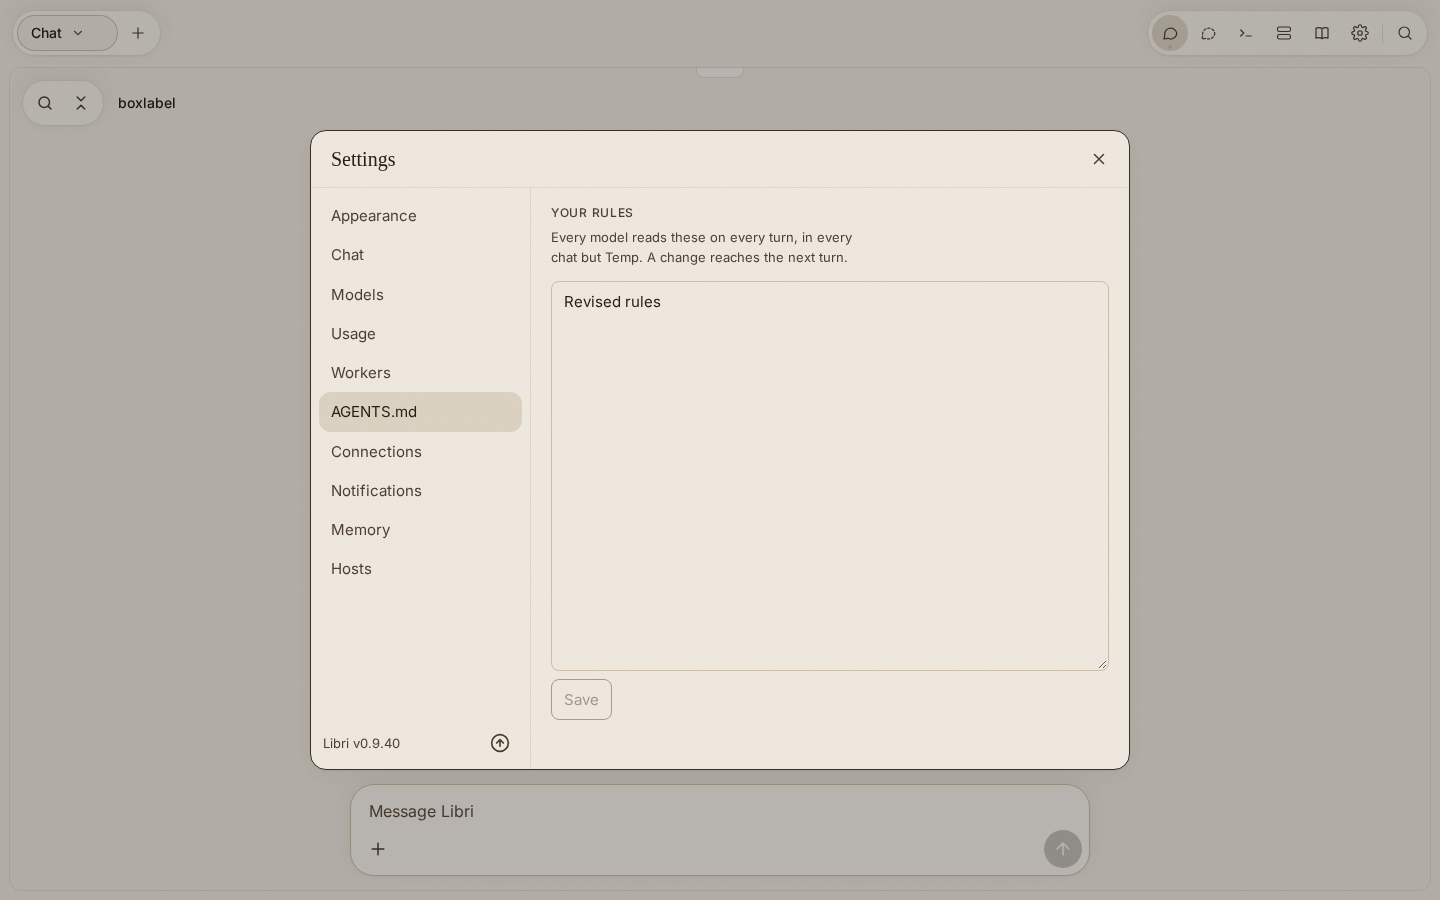 Chat
boxlabel
Settings
Appearance
Chat
Models
Usage
Workers
AGENTS.md
Connections
Notifications
Memory
Hosts
Libri v0.9.40
YOUR RULES
Every model reads these on every turn, in every
chat but Temp. A change reaches the next turn.
Revised rules
Save
Message Libri